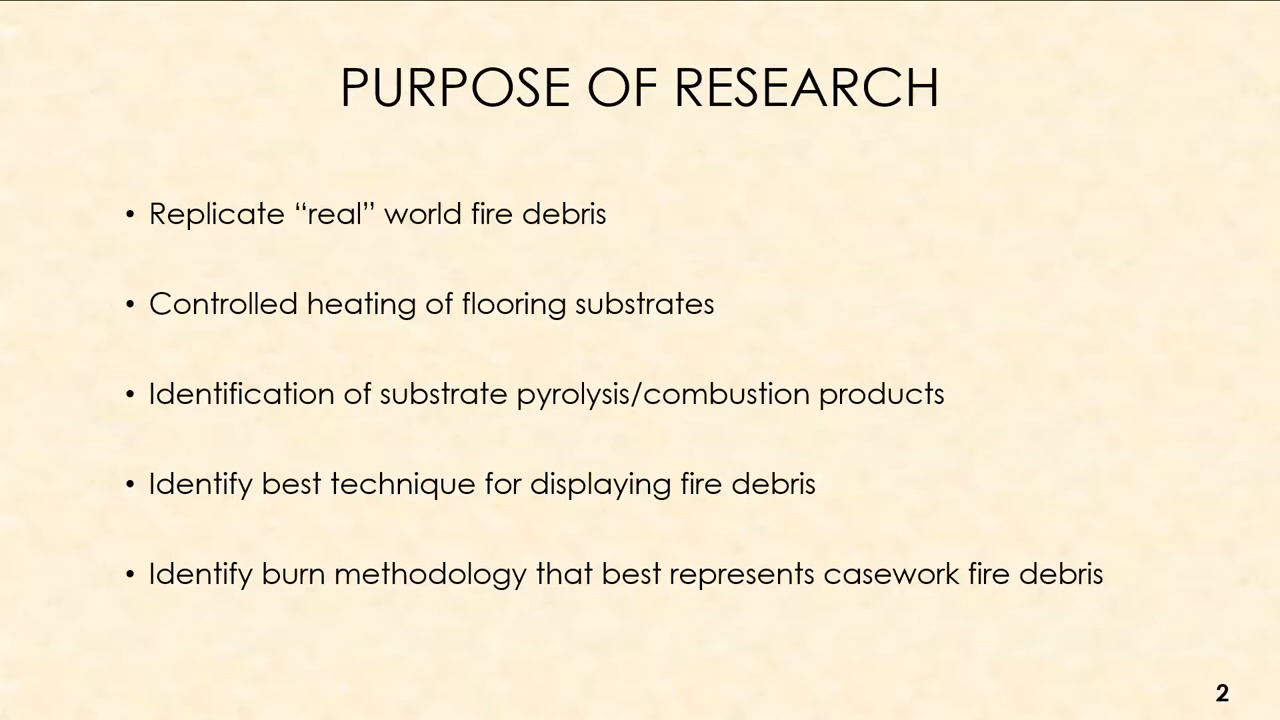 PURPOSE OF RESEARCH
• Replicate “real” world fire debris
• Controlled heating of flooring substrates
• Identification of substrate pyrolysis/combustion products
• Identify best technique for displaying fire debris
• Identify burn methodology that best represents casework fire debris
2